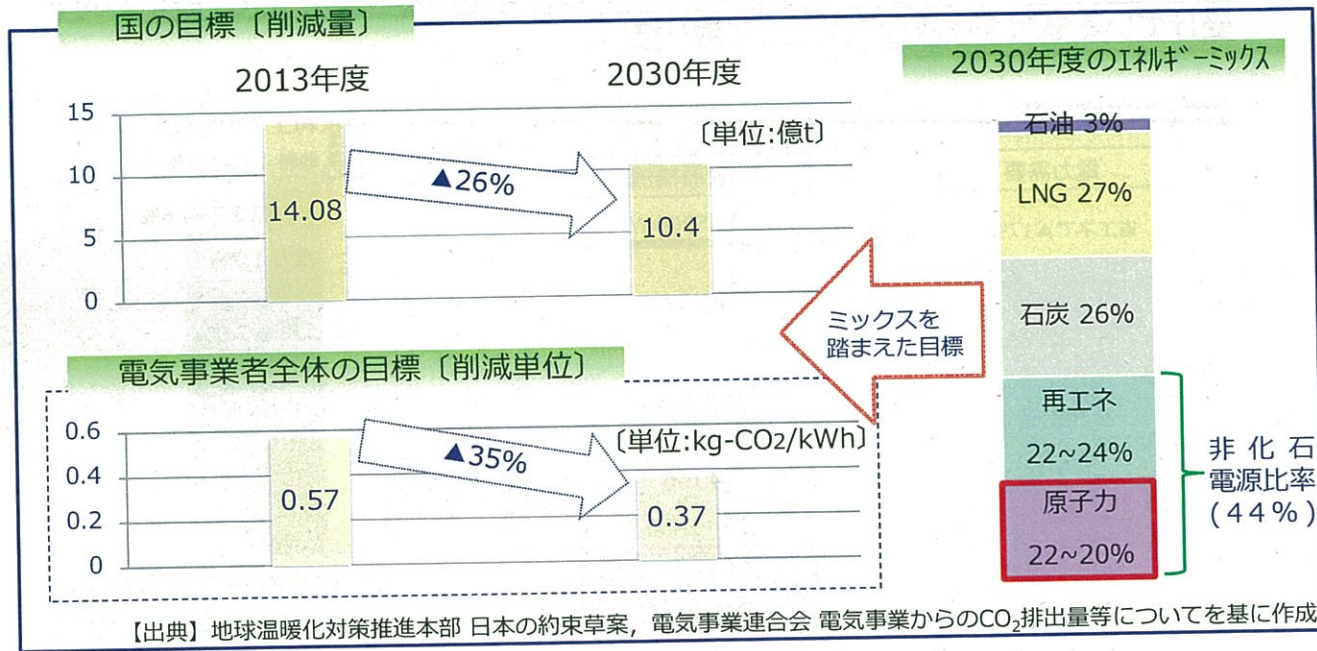 国の目標〔削減量〕
2013年度
2030年度
〔単位:億t〕
15
10
5
0
14.08
▲26%
10.4
電気事業者全体の目標〔削減単位〕
〔単位:kg-CO2/kWh〕
0.6
0.4
0.2
0
0.57
▲35%
0.37
ミックスを
踏まえた目標
2030年度のエネルギーミックス
石油 3%
LNG 27%
石炭 26%
再エネ
22~24%
原子力
22~20%
非化石
電源比率
(44%)
【出典】地球温暖化対策推進本部 日本の約束草案，電気事業連合会 電気事業からのCO₂排出量等についてを基に作成